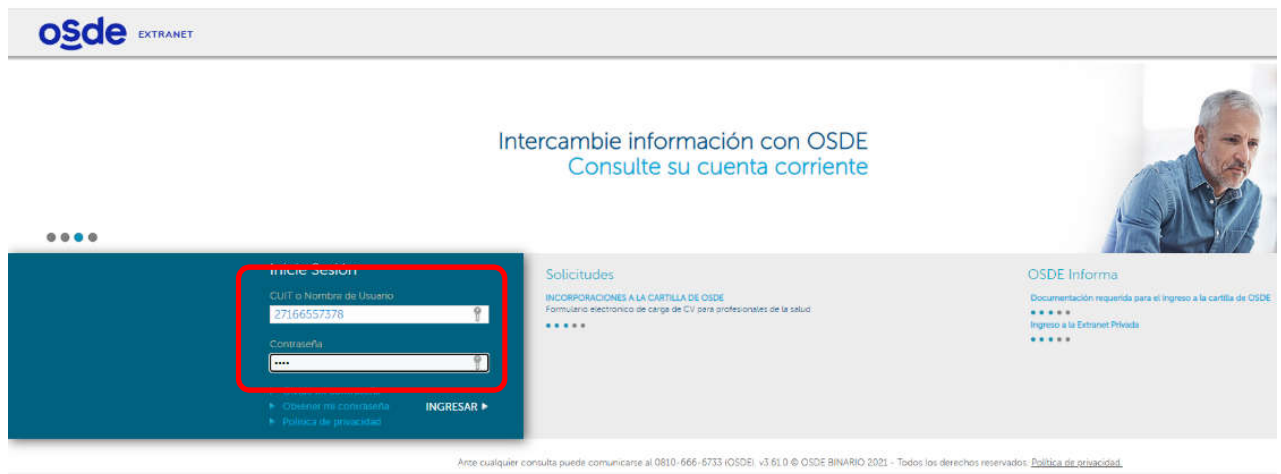 osde EXTRANET
Intercambie información con OSDE
Consulte su cuenta corriente
Inicie Sesión
CUIT o Nombre de Usuario
27166557378
Contraseña
••••
Obtener mi contraseña
INGRESAR
Política de privacidad
Solicitudes
INCORPORACIONES A LA CARTILLA DE OSDE
Formulario electronico de carga de CV para profesionales de la salud
OSDE Informa
Documentación requerida para el ingreso a la cartilla de OSDE
Ingreso a la Extranet Privada
Ante cualquier consulta puede comunicarse al 0810-666-6733 (OSDE). v3.61.0 © OSDE BINARIO 2021 - Todos los derechos reservados. Política de privacidad.